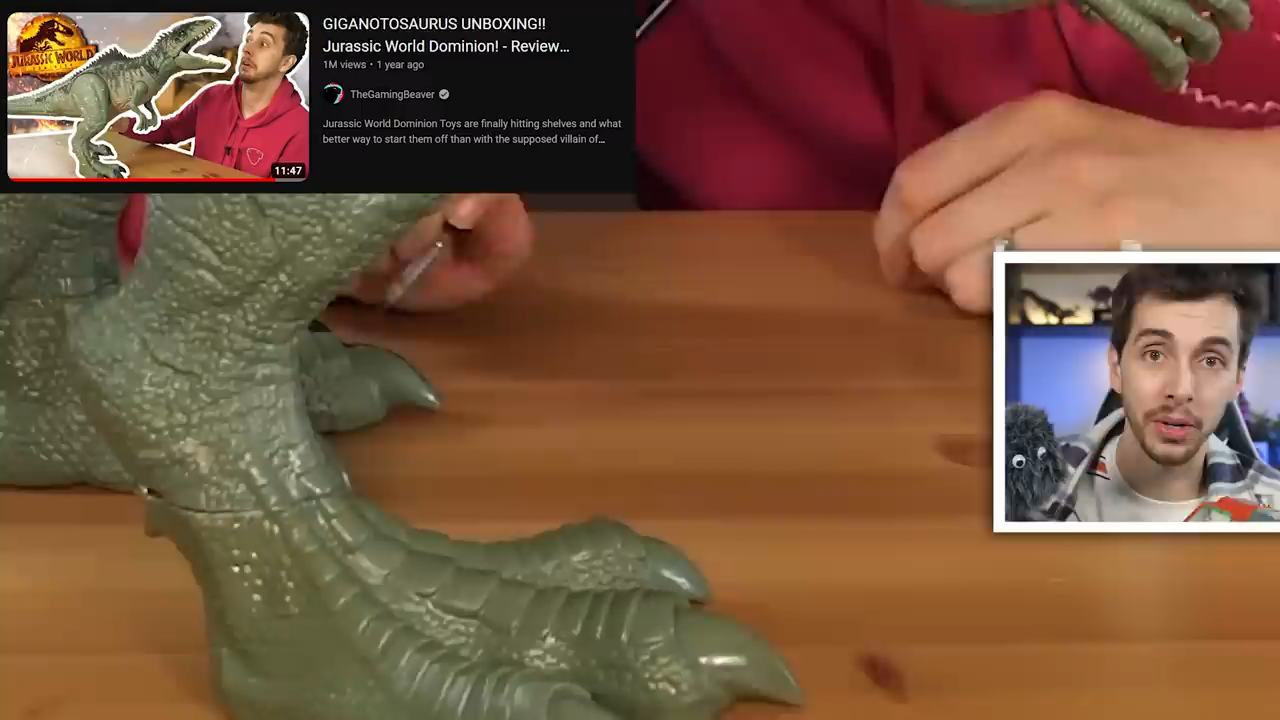 JURASSIC WORLD
GIGANOTOSAURUS UNBOXING!!
Jurassic World Dominion! - Review...
1M views • 1 year ago
TheGamingBeaver
Jurassic World Dominion Toys are finally hitting shelves and what
better way to start them off than with the supposed villain of...
11:47